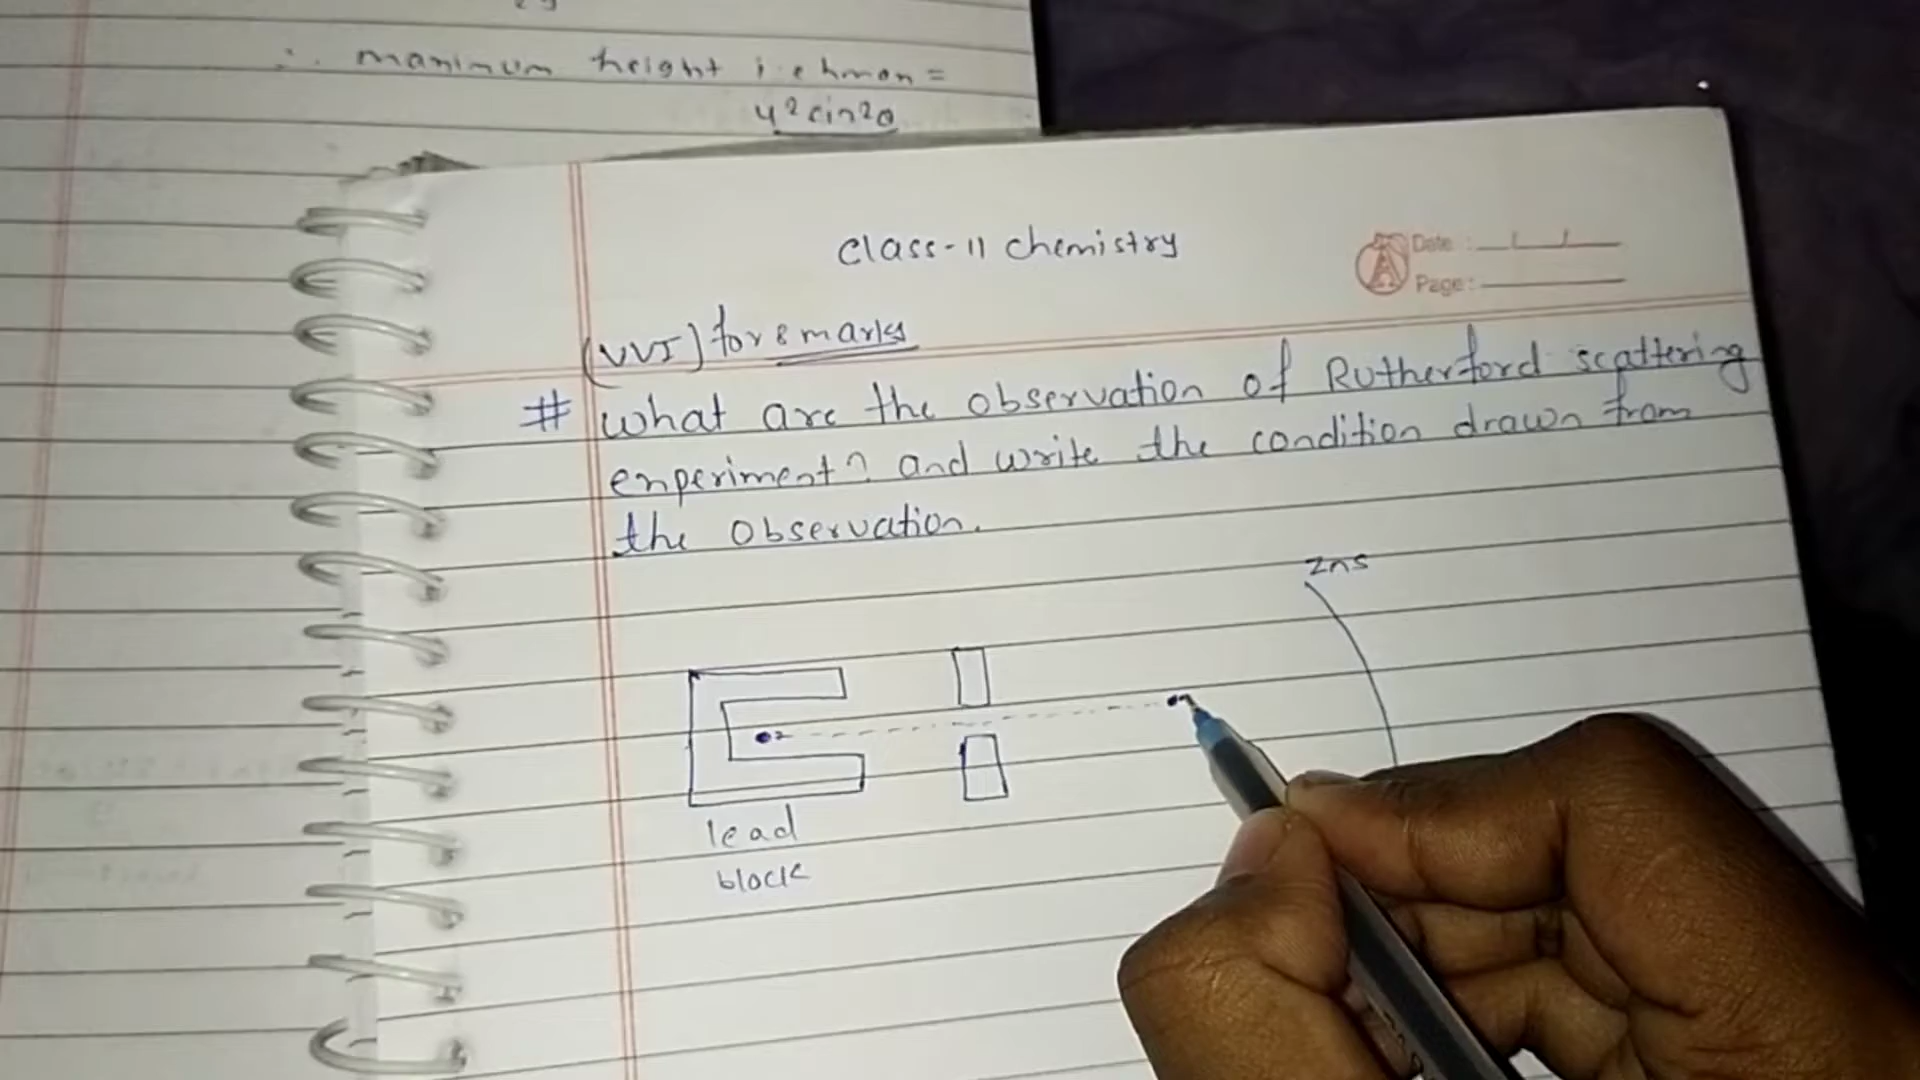 ∴ maximum height i.e hmax =
u²sin²θ
Class-11 chemistry
Date :
Page :
(VVI) for 8 marks
# What are the observation of Rutherford scattering
experiment? and write the condition drawn from
the observation.
Zns
lead
block